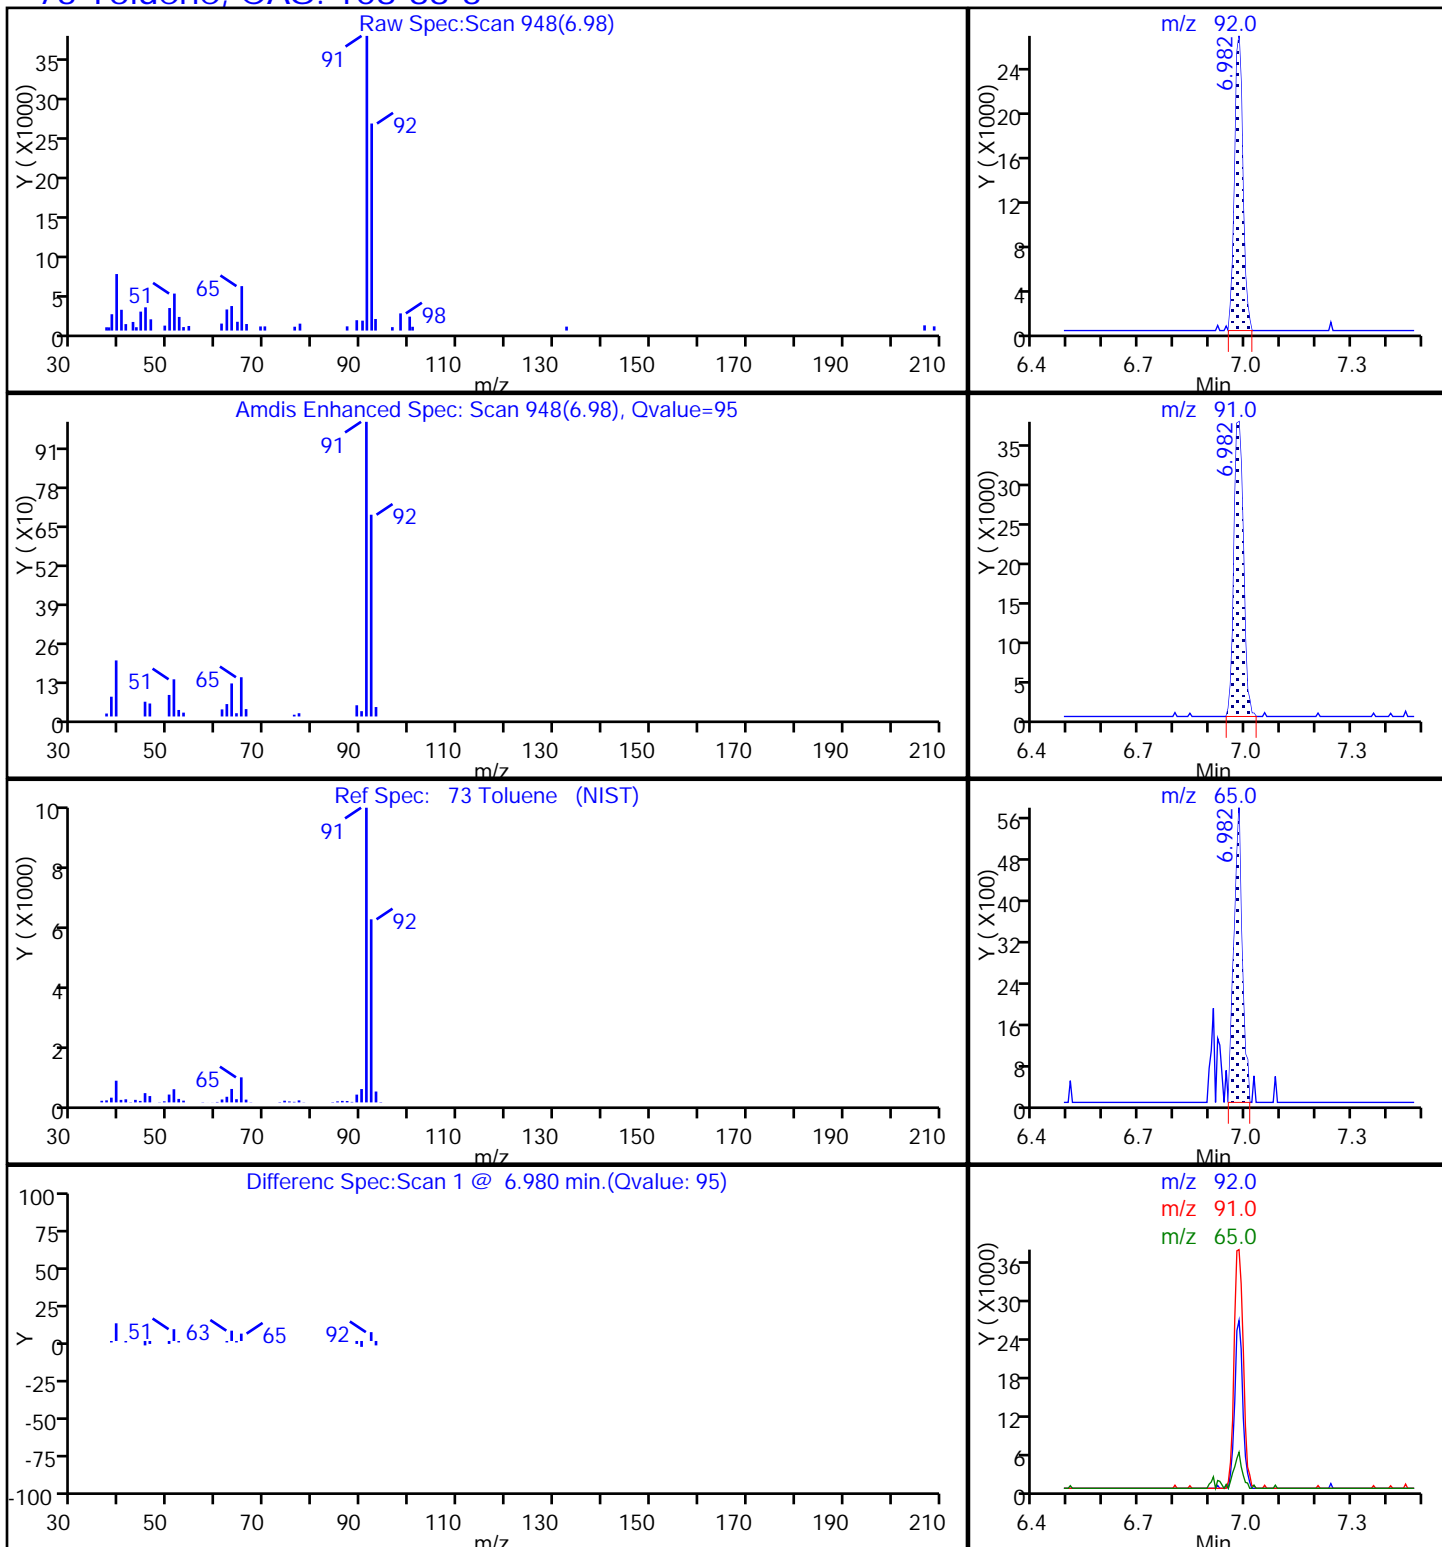 73 Toluene, CAS: 108-88-3
Raw Spec:Scan 948(6.98)
Y ( X1000)
35
30
25
20
15
10
5
0
91
92
51
65
98
30 50 70 90 110 130 150 170 190 210
m/z
m/z 92.0
Y ( X1000)
24
20
16
12
8
4
0
6.982
6.4 6.7 7.0 7.3
Min
Amdis Enhanced Spec: Scan 948(6.98), Qvalue=95
Y ( X10)
91
78
65
52
39
26
13
0
91
92
51
65
30 50 70 90 110 130 150 170 190 210
m/z
m/z 91.0
Y ( X1000)
35
30
25
20
15
10
5
0
6.982
6.4 6.7 7.0 7.3
Min
Ref Spec: 73 Toluene (NIST)
Y ( X1000)
10
8
6
4
2
0
91
92
65
30 50 70 90 110 130 150 170 190 210
m/z
m/z 65.0
Y ( X100)
56
48
40
32
24
16
8
0
6.982
6.4 6.7 7.0 7.3
Min
Differenc Spec:Scan 1 @ 6.980 min.(Qvalue: 95)
Y
100
75
50
25
0
-25
-50
-75
-100
51
63
65
92
30 50 70 90 110 130 150 170 190 210
m/z
m/z 92.0
m/z 91.0
m/z 65.0
Y ( X1000)
36
30
24
18
12
6
0
6.4 6.7 7.0 7.3
Min